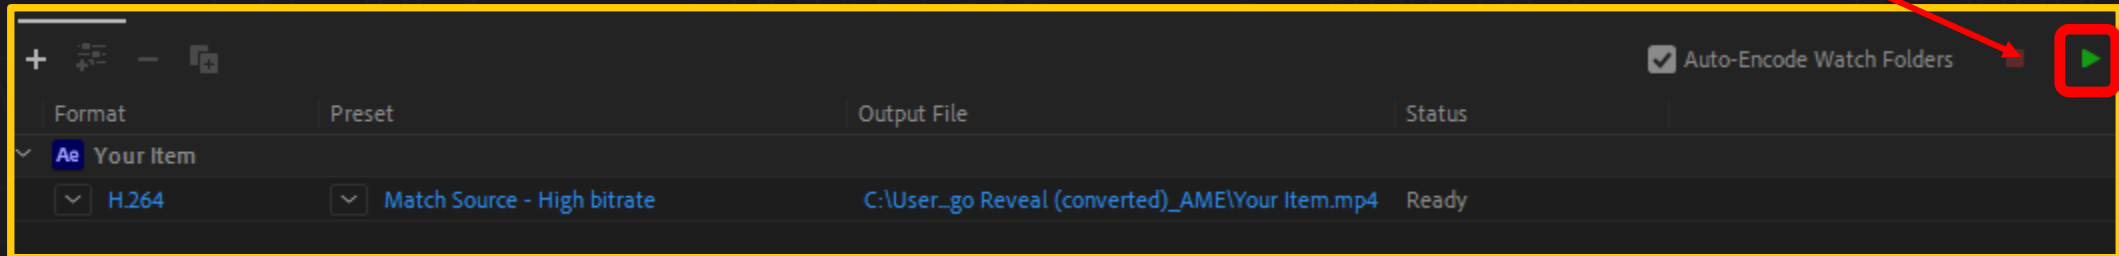 Auto-Encode Watch Folders
Format Preset Output File Status
Ae Your Item
H.264 Match Source - High bitrate C:\User...go Reveal (converted)_AME\Your Item.mp4 Ready